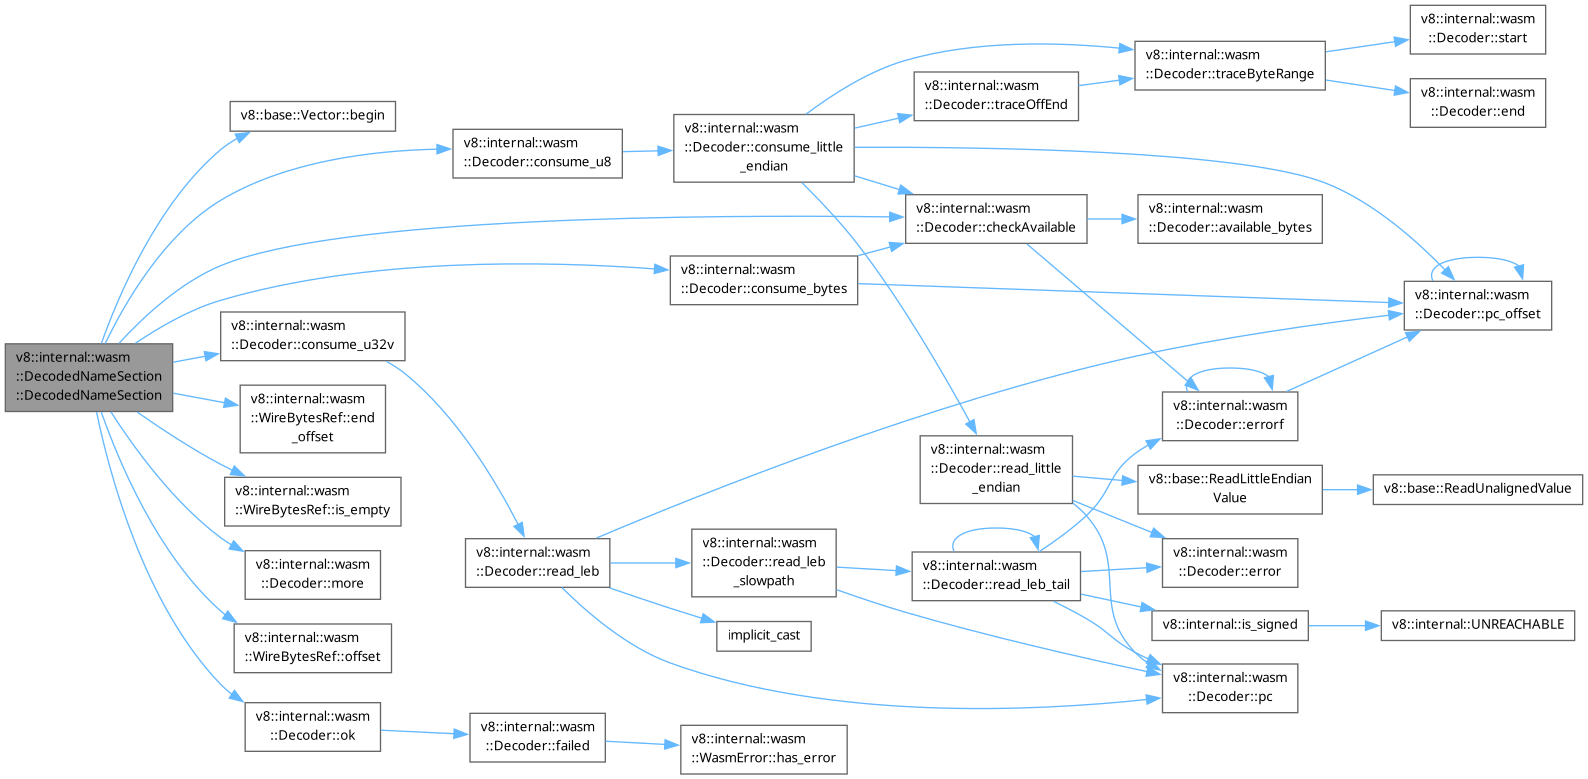 v8::internal::wasm
::DecodedNameSection
::DecodedNameSection
v8::base::Vector::begin
v8::internal::wasm
::Decoder::consume_u8
v8::internal::wasm
::Decoder::consume_little
_endian
v8::internal::wasm
::Decoder::traceOffEnd
v8::internal::wasm
::Decoder::traceByteRange
v8::internal::wasm
::Decoder::start
v8::internal::wasm
::Decoder::end
v8::internal::wasm
::Decoder::checkAvailable
v8::internal::wasm
::Decoder::available_bytes
v8::internal::wasm
::Decoder::consume_bytes
v8::internal::wasm
::Decoder::pc_offset
v8::internal::wasm
::Decoder::consume_u32v
v8::internal::wasm
::WireBytesRef::end
_offset
v8::internal::wasm
::Decoder::errorf
v8::internal::wasm
::Decoder::read_little
_endian
v8::base::ReadLittleEndian
Value
v8::base::ReadUnalignedValue
v8::internal::wasm
::WireBytesRef::is_empty
v8::internal::wasm
::Decoder::more
v8::internal::wasm
::Decoder::read_leb
v8::internal::wasm
::Decoder::read_leb
_slowpath
v8::internal::wasm
::Decoder::read_leb_tail
v8::internal::wasm
::Decoder::error
v8::internal::is_signed
v8::internal::UNREACHABLE
implicit_cast
v8::internal::wasm
::WireBytesRef::offset
v8::internal::wasm
::Decoder::pc
v8::internal::wasm
::Decoder::ok
v8::internal::wasm
::Decoder::failed
v8::internal::wasm
::WasmError::has_error